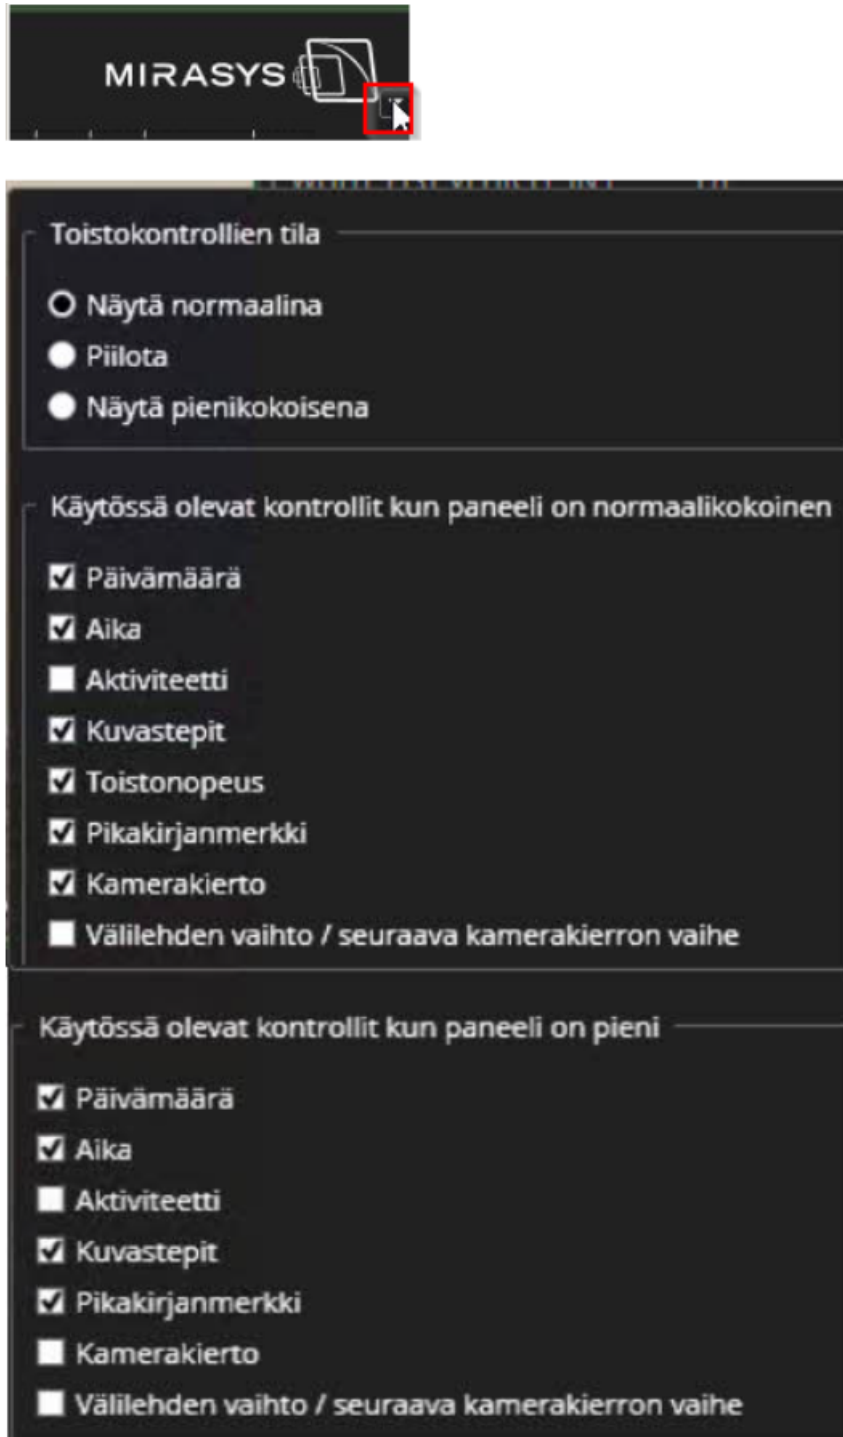 MIRASYS
Toistokontrollien tila
Näytä normaalina
Piilota
Näytä pienikokoisena
Käytössä olevat kontrollit kun paneeli on normaalikokoinen
Päivämäärä
Aika
Aktiviteetti
Kuvastepit
Toistonopeus
Pikakirjanmerkki
Kamerakierto
Välilehden vaihto / seuraava kamerakierron vaihe
Käytössä olevat kontrollit kun paneeli on pieni
Päivämäärä
Aika
Aktiviteetti
Kuvastepit
Pikakirjanmerkki
Kamerakierto
Välilehden vaihto / seuraava kamerakierron vaihe